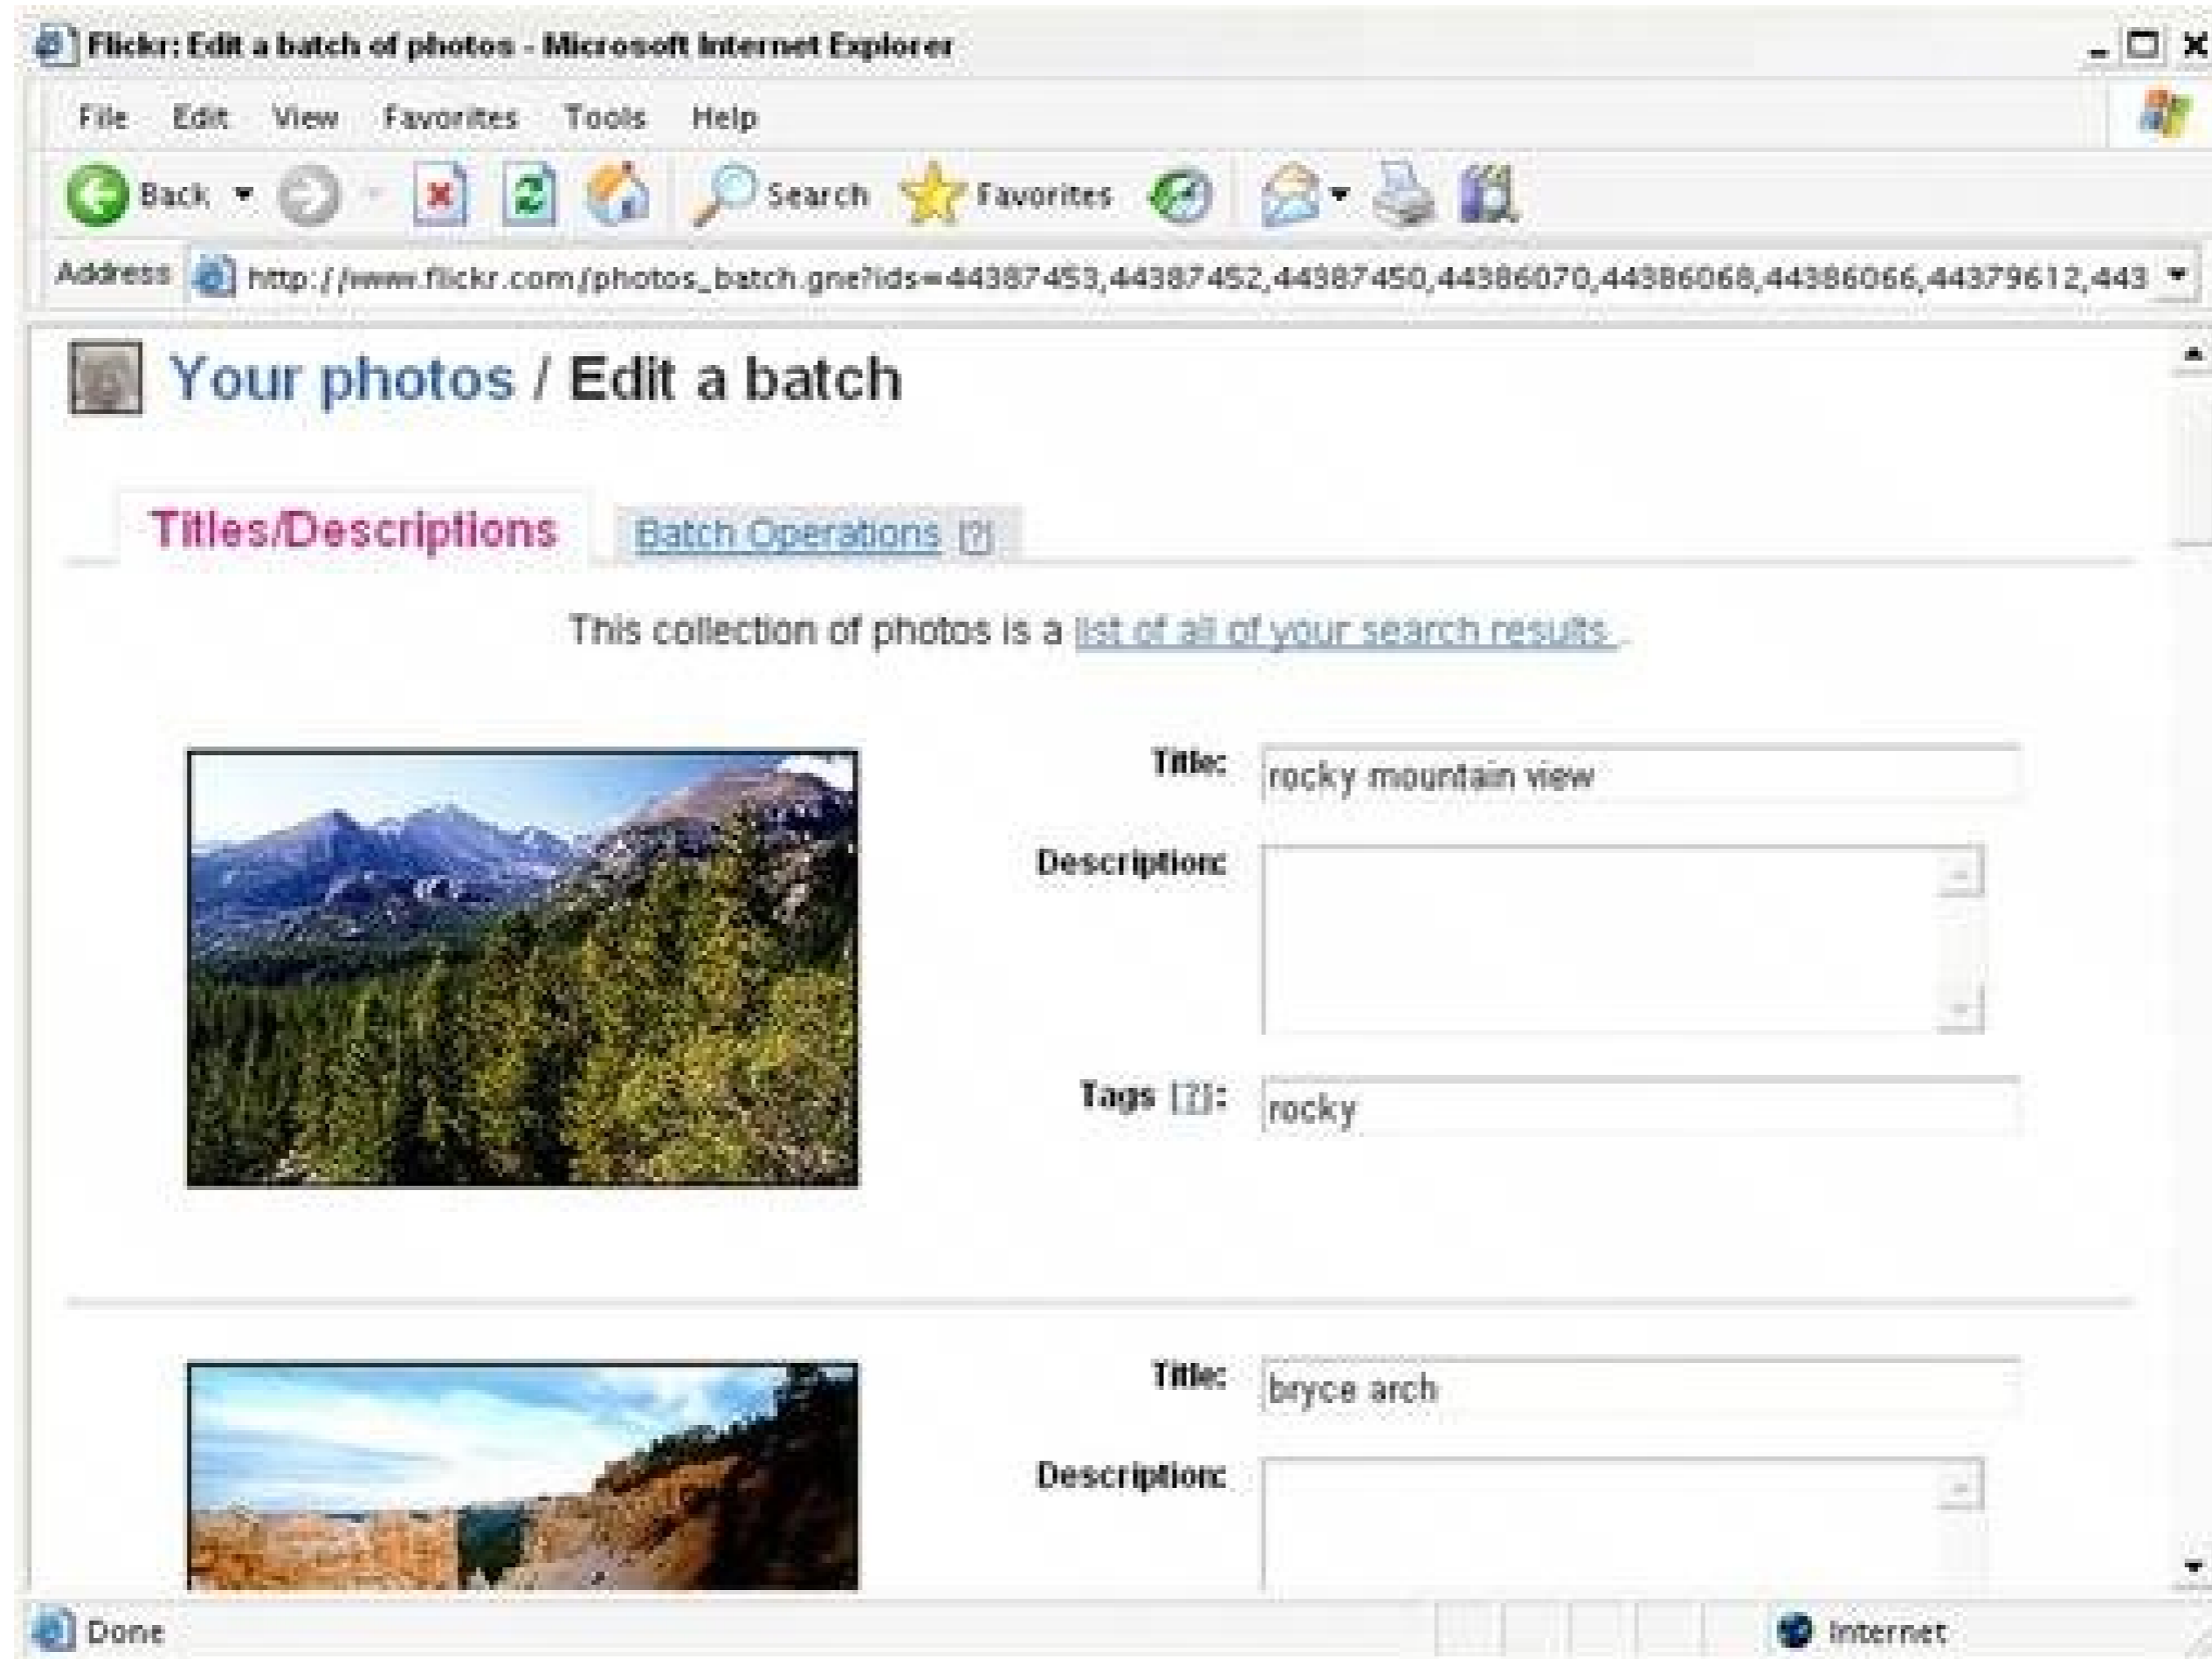 Flickr: Edit a batch of photos - Microsoft Internet Explorer
File Edit View Favorites Tools Help
Back Search Favorites
Address http://www.flickr.com/photos_batch.gne?ids=44387453,44387452,44387450,44386070,44386068,44386066,44379612,443
Your photos / Edit a batch
Titles/Descriptions Batch Operations [?]
This collection of photos is a list of all of your search results .
Title: rocky mountain view
Description:
Tags [?]: rocky
Title: bryce arch
Description:
Done Internet